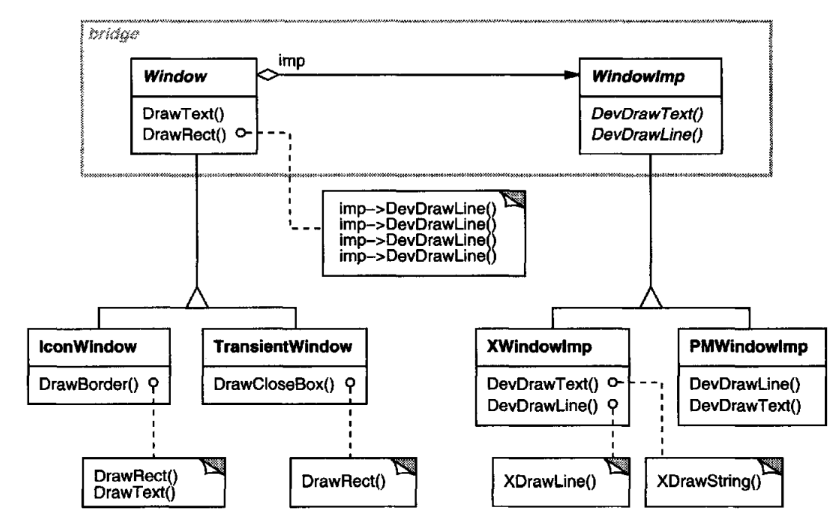 bridge
imp
Window
WindowImp
DrawText()
DrawRect()
DevDrawText()
DevDrawLine()
imp->DevDrawLine()
imp->DevDrawLine()
imp->DevDrawLine()
imp->DevDrawLine()
IconWindow
DrawBorder()
TransientWindow
DrawCloseBox()
XWindowImp
DevDrawText()
DevDrawLine()
PMWindowImp
DevDrawLine()
DevDrawText()
DrawRect()
DrawText()
DrawRect()
XDrawLine()
XDrawString()